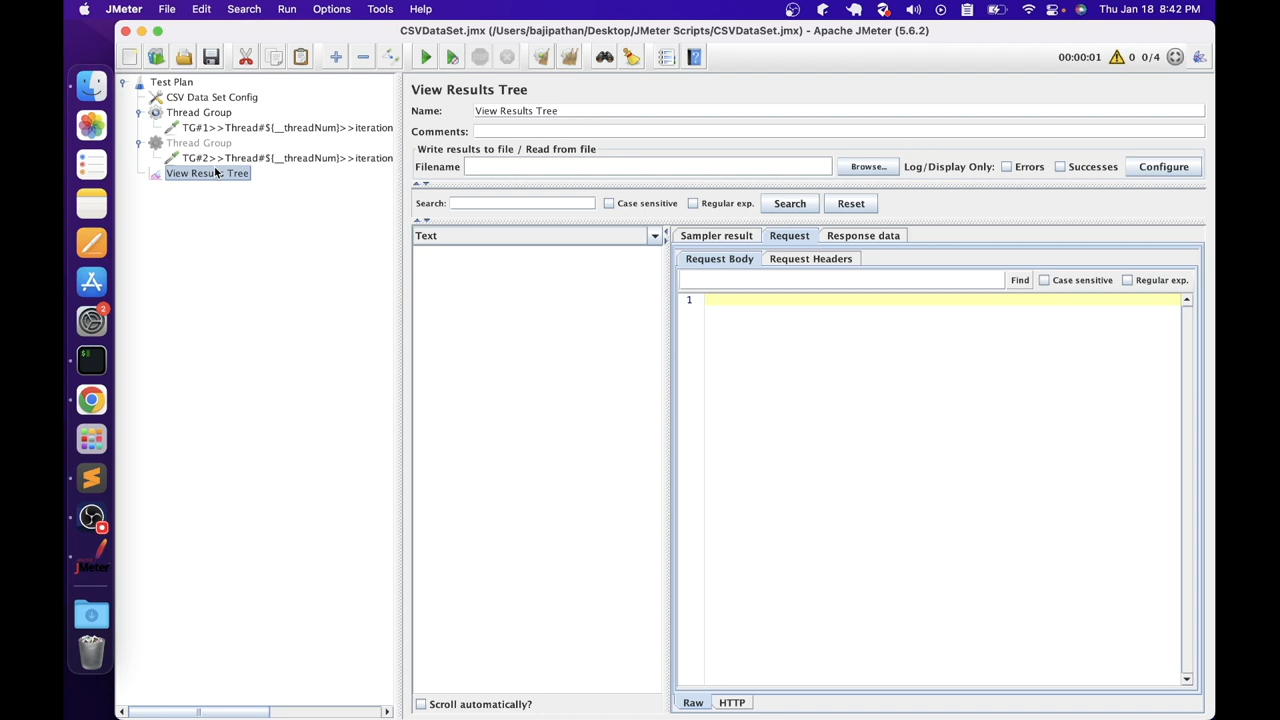 JMeter File Edit Search Run Options Tools Help Thu Jan 18 8:42 PM
CSVDataSet.jmx (/Users/bajipathan/Desktop/JMeter Scripts/CSVDataSet.jmx) - Apache JMeter (5.6.2)
00:00:01 0 0/4
Test Plan
CSV Data Set Config
Thread Group
TG#1>>Thread#${__threadNum}>>iteration
Thread Group
TG#2>>Thread#${__threadNum}>>iteration
View Results Tree
View Results Tree
Name: View Results Tree
Comments:
Write results to file / Read from file
Filename Browse... Log/Display Only: Errors Successes Configure
Search: Case sensitive Regular exp. Search Reset
Text
Sampler result Request Response data
Request Body Request Headers
Find Case sensitive Regular exp.
1
Scroll automatically?
Raw HTTP
2
$
JMeter